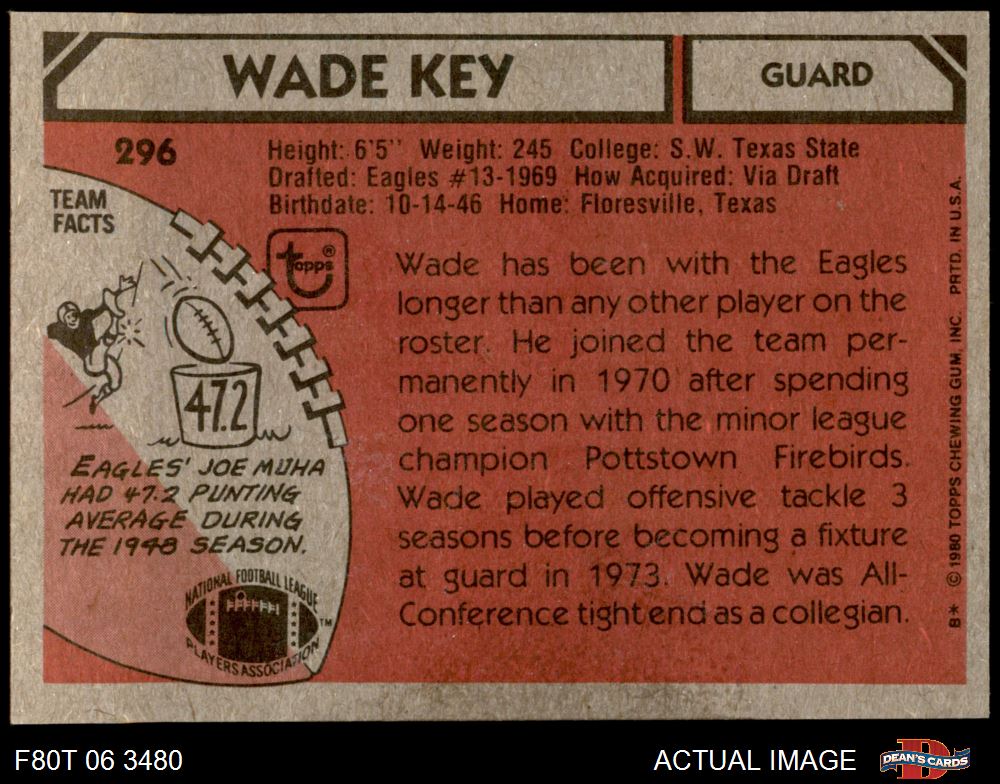 WADE KEY
GUARD
296
Height: 6'5" Weight: 245 College: S.W. Texas State
Drafted: Eagles #13-1969 How Acquired: Via Draft
Birthdate: 10-14-46 Home: Floresville, Texas
TEAM
FACTS
topps®
47.2
EAGLES' JOE MUHA
HAD 47.2 PUNTING
AVERAGE DURING
THE 1948 SEASON.
NATIONAL FOOTBALL LEAGUE
PLAYERS ASSOCIATION
TM
Wade has been with the Eagles
longer than any other player on the
roster. He joined the team per-
manently in 1970 after spending
one season with the minor league
champion Pottstown Firebirds.
Wade played offensive tackle 3
seasons before becoming a fixture
at guard in 1973. Wade was All-
Conference tight end as a collegian.
B* © 1980 TOPPS CHEWING GUM, INC. PRTD. IN U.S.A.
F80T 06 3480
ACTUAL IMAGE
D
DEAN'S CARDS